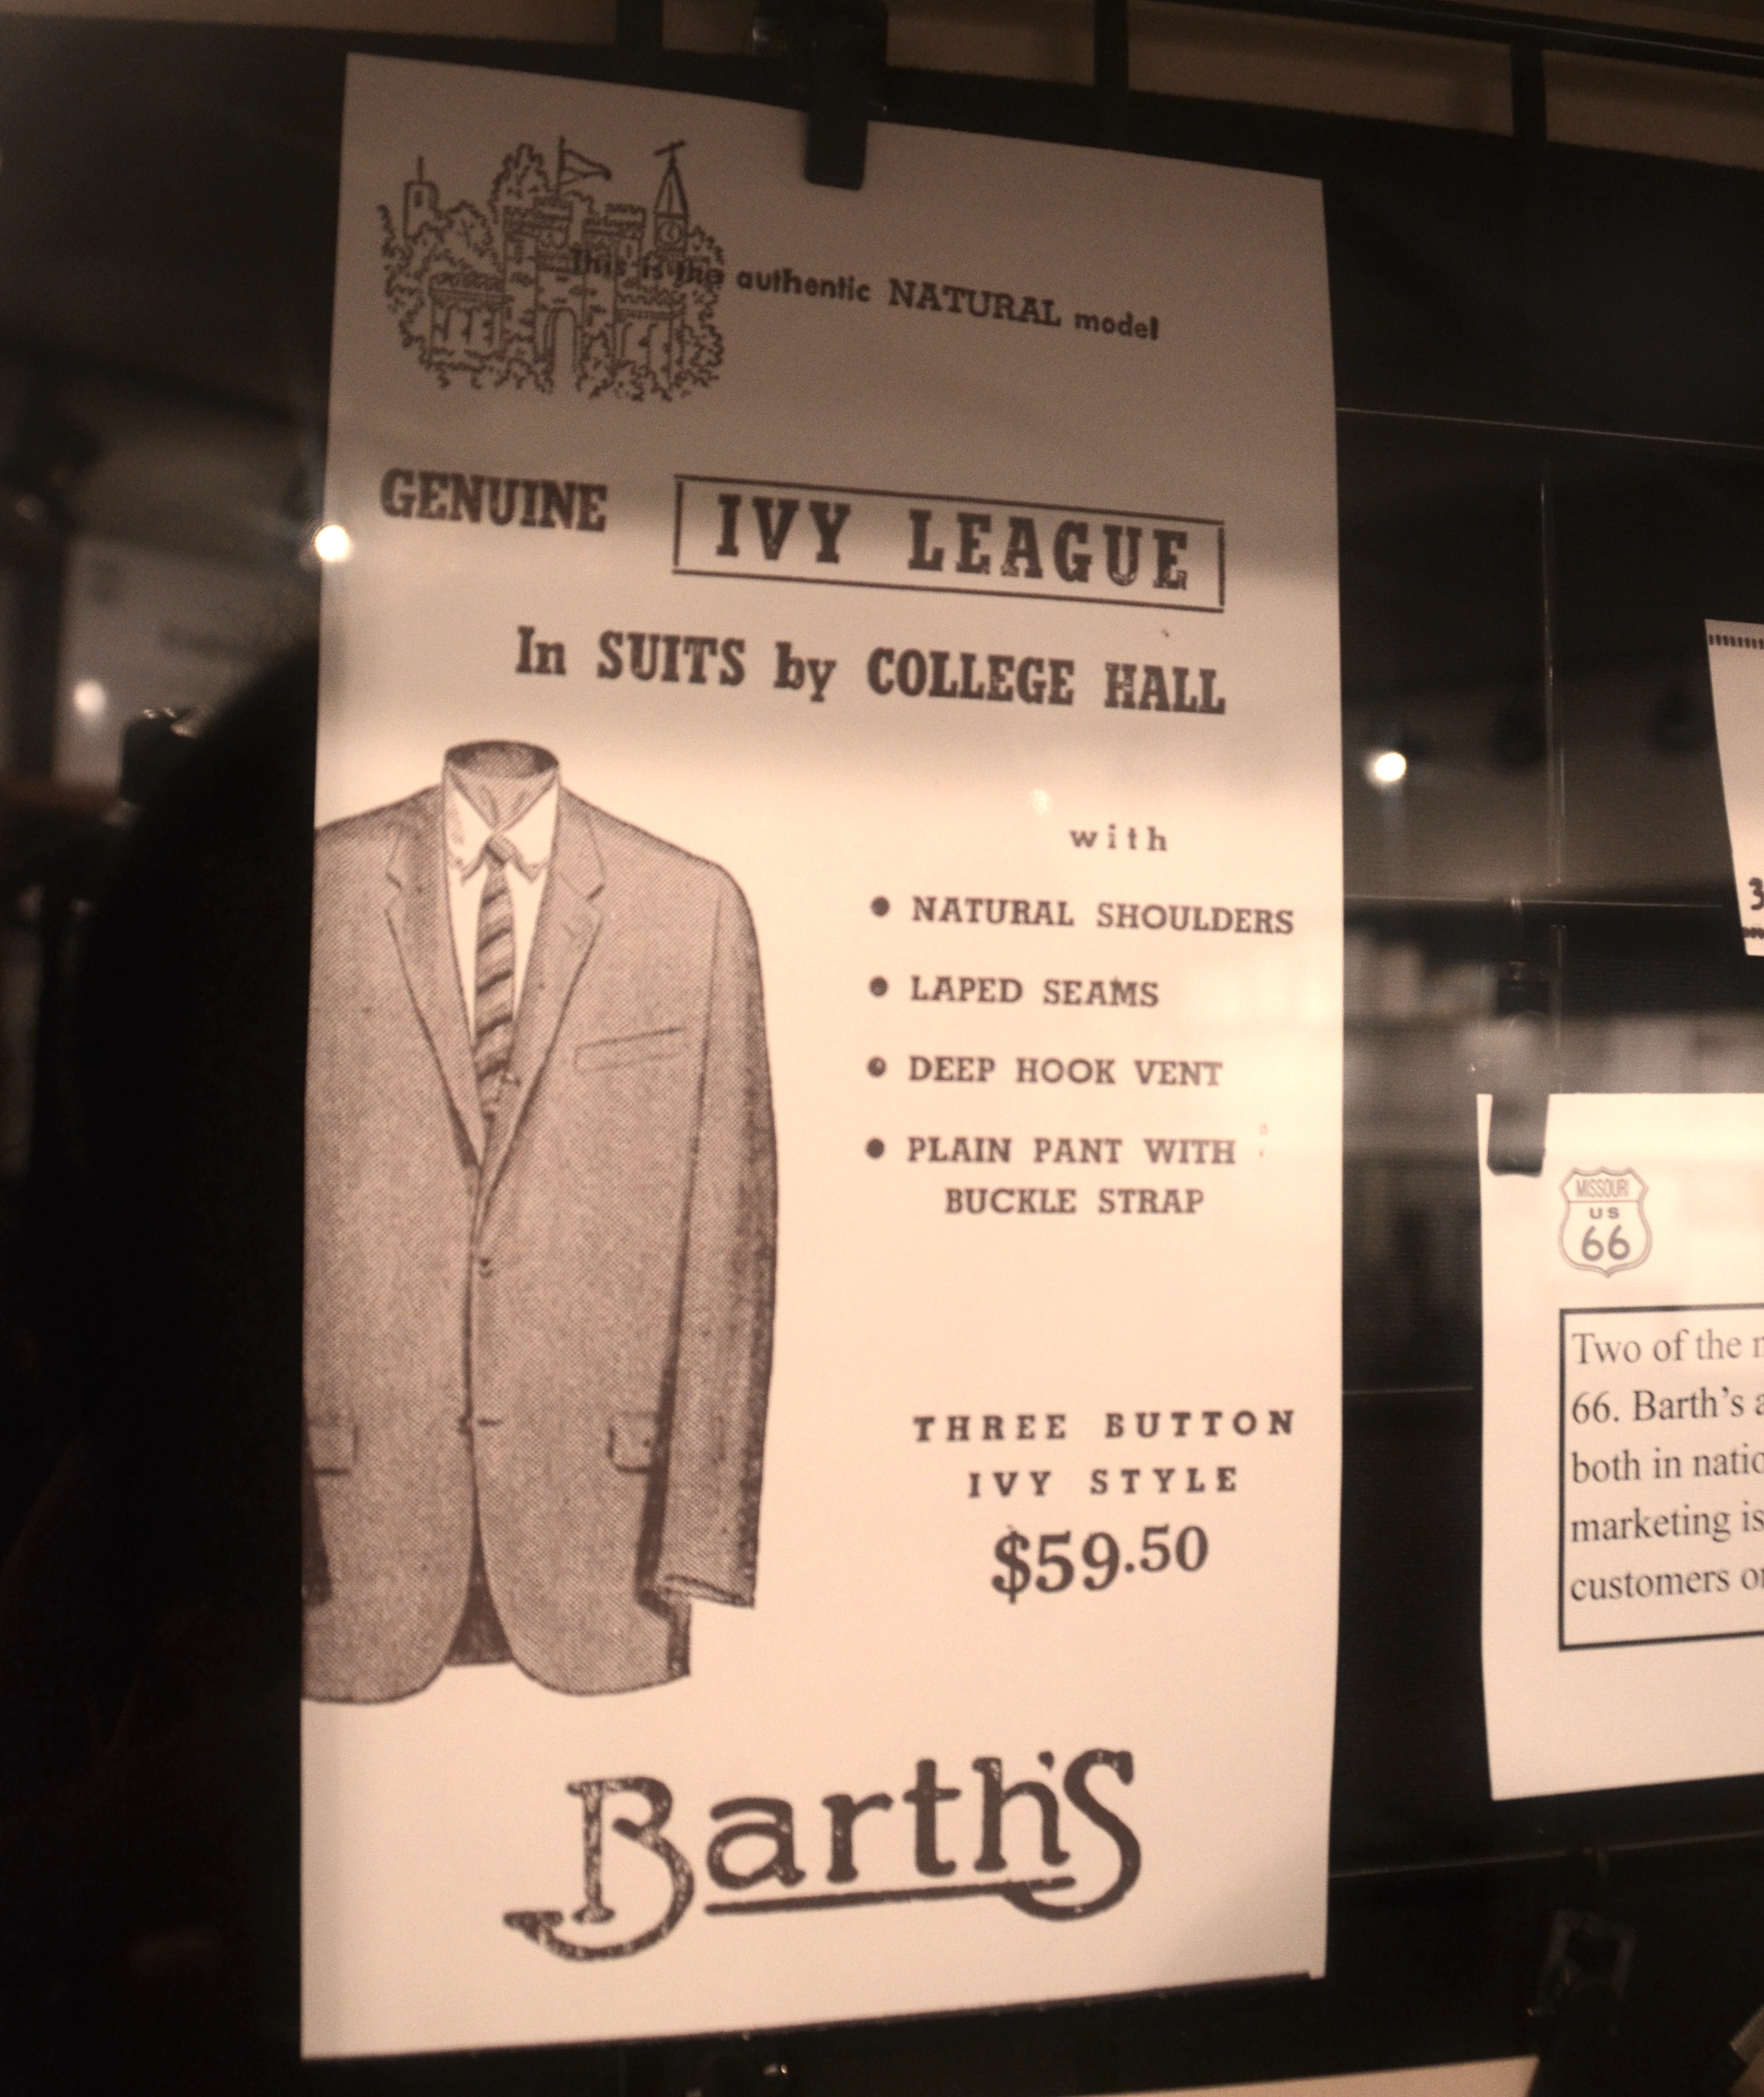 This is the authentic NATURAL model
GENUINE IVY LEAGUE
In SUITS by COLLEGE HALL
with
• NATURAL SHOULDERS
• LAPED SEAMS
• DEEP HOOK VENT
• PLAIN PANT WITH
BUCKLE STRAP
THREE BUTTON
IVY STYLE
$59.50
Barth's
3
MISSOURI
US
66
Two of the
66. Barth's
both in
marketing is
customers